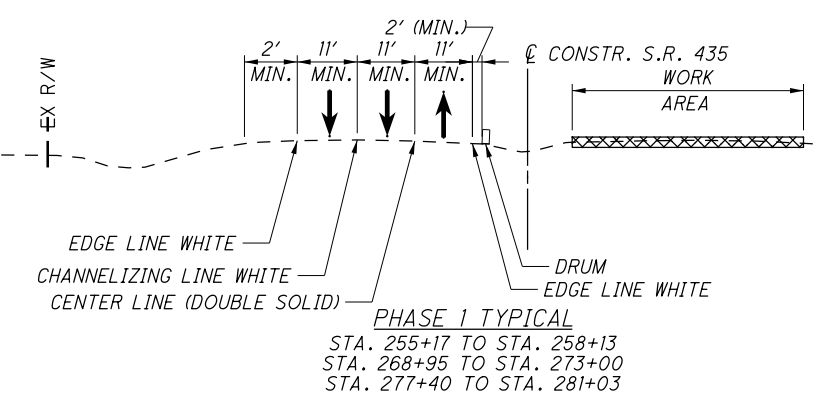 2' (MIN.)
2' 11' 11' 11'
MIN. MIN. MIN. MIN.
℄ CONSTR. S.R. 435
WORK
AREA
EX R/W
EDGE LINE WHITE
CHANNELIZING LINE WHITE
CENTER LINE (DOUBLE SOLID)
DRUM
EDGE LINE WHITE
PHASE 1 TYPICAL
STA. 255+17 TO STA. 258+13
STA. 268+95 TO STA. 273+00
STA. 277+40 TO STA. 281+03